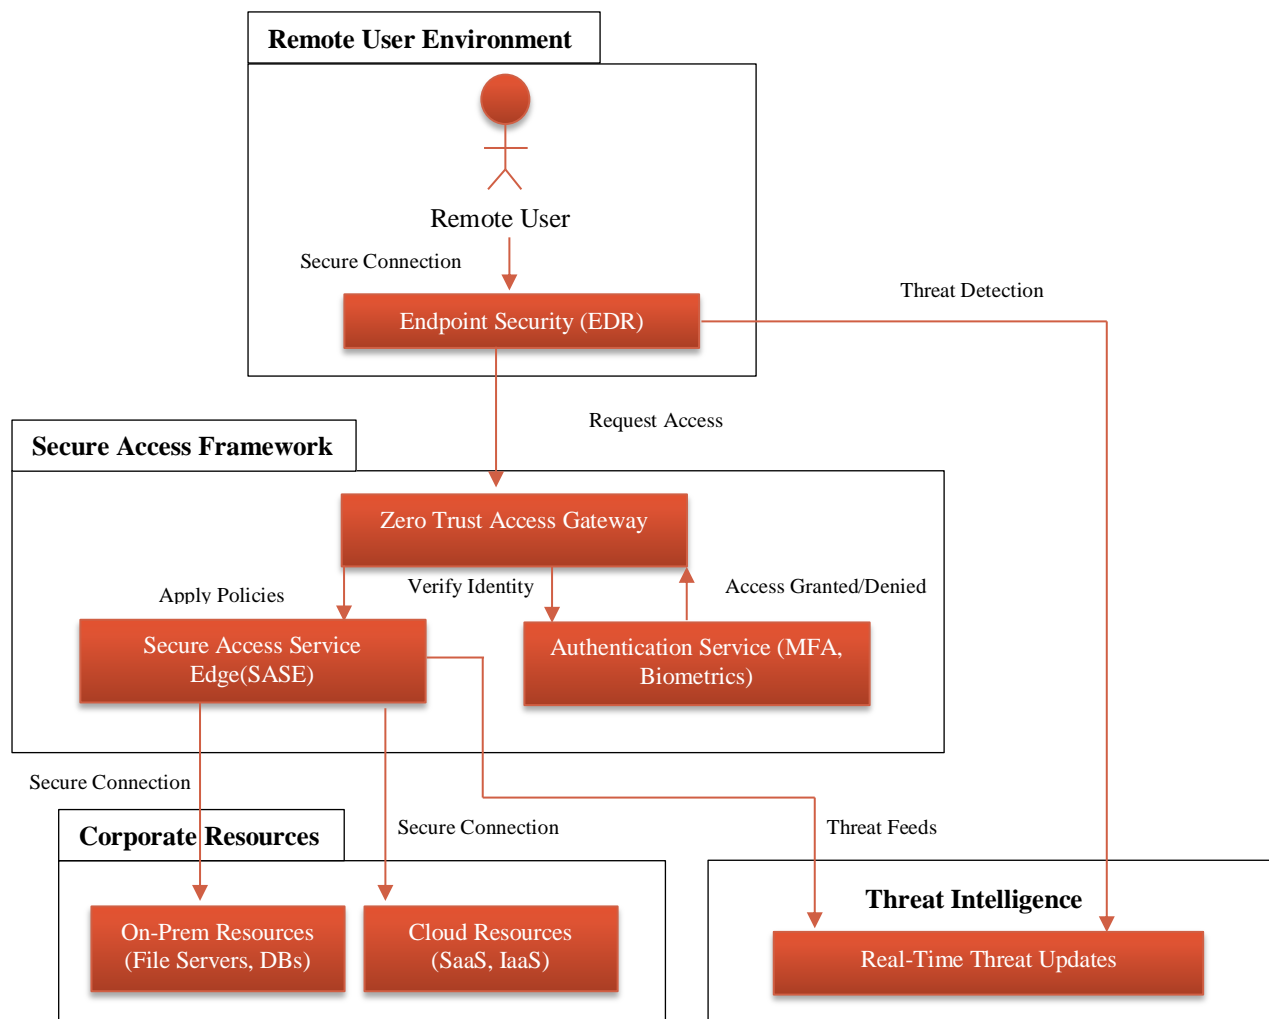 Remote User Environment
Remote User
Secure Connection
Threat Detection
Endpoint Security (EDR)
Request Access
Secure Access Framework
Zero Trust Access Gateway
Apply Policies
Verify Identity
Access Granted/Denied
Secure Access Service
Edge(SASE)
Authentication Service (MFA,
Biometrics)
Secure Connection
Secure Connection
Threat Feeds
Corporate Resources
Threat Intelligence
On-Prem Resources
(File Servers, DBs)
Cloud Resources
(SaaS, IaaS)
Real-Time Threat Updates